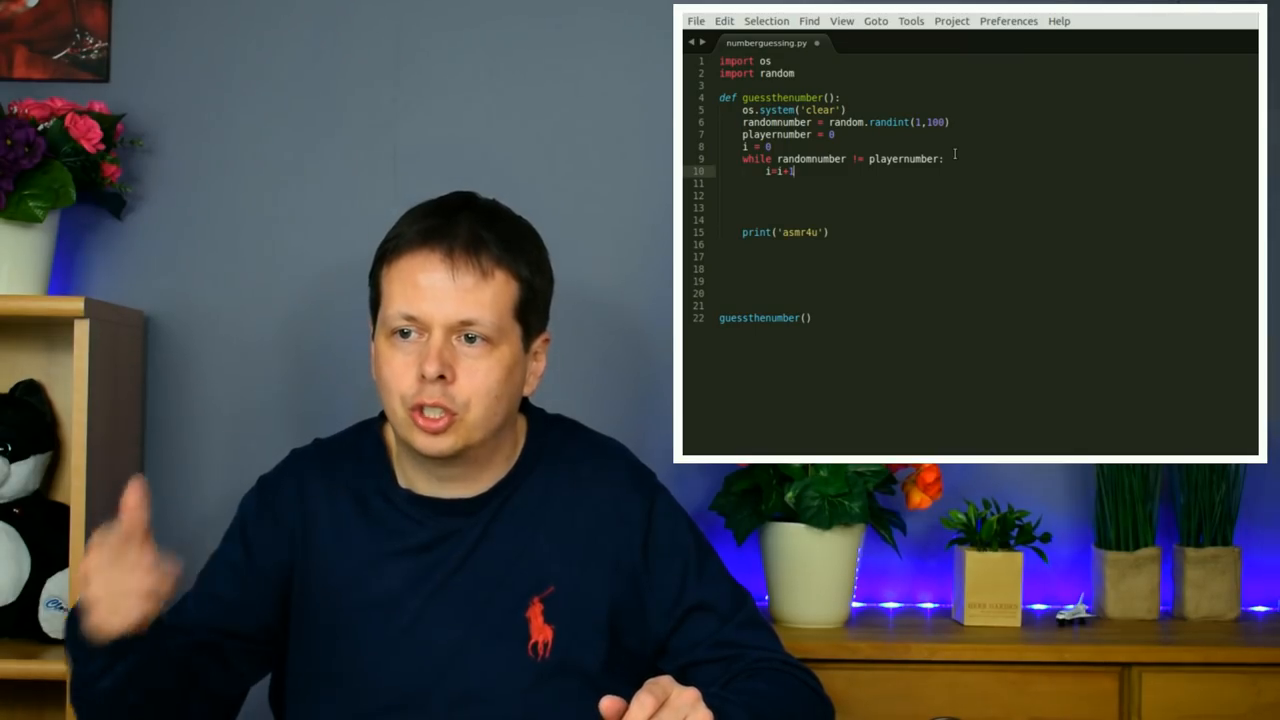 File Edit Selection Find View Goto Tools Project Preferences Help
numberguessing.py
1 import os
2 import random
3
4 def guessthenumber():
5 os.system('clear')
6 randomnumber = random.randint(1,100)
7 playernumber = 0
8 i = 0
9 while randomnumber != playernumber:
10 i=i+1
11
12
13
14
15 print('asmr4u')
16
17
18
19
20
21
22 guessthenumber()
HERB GARDEN